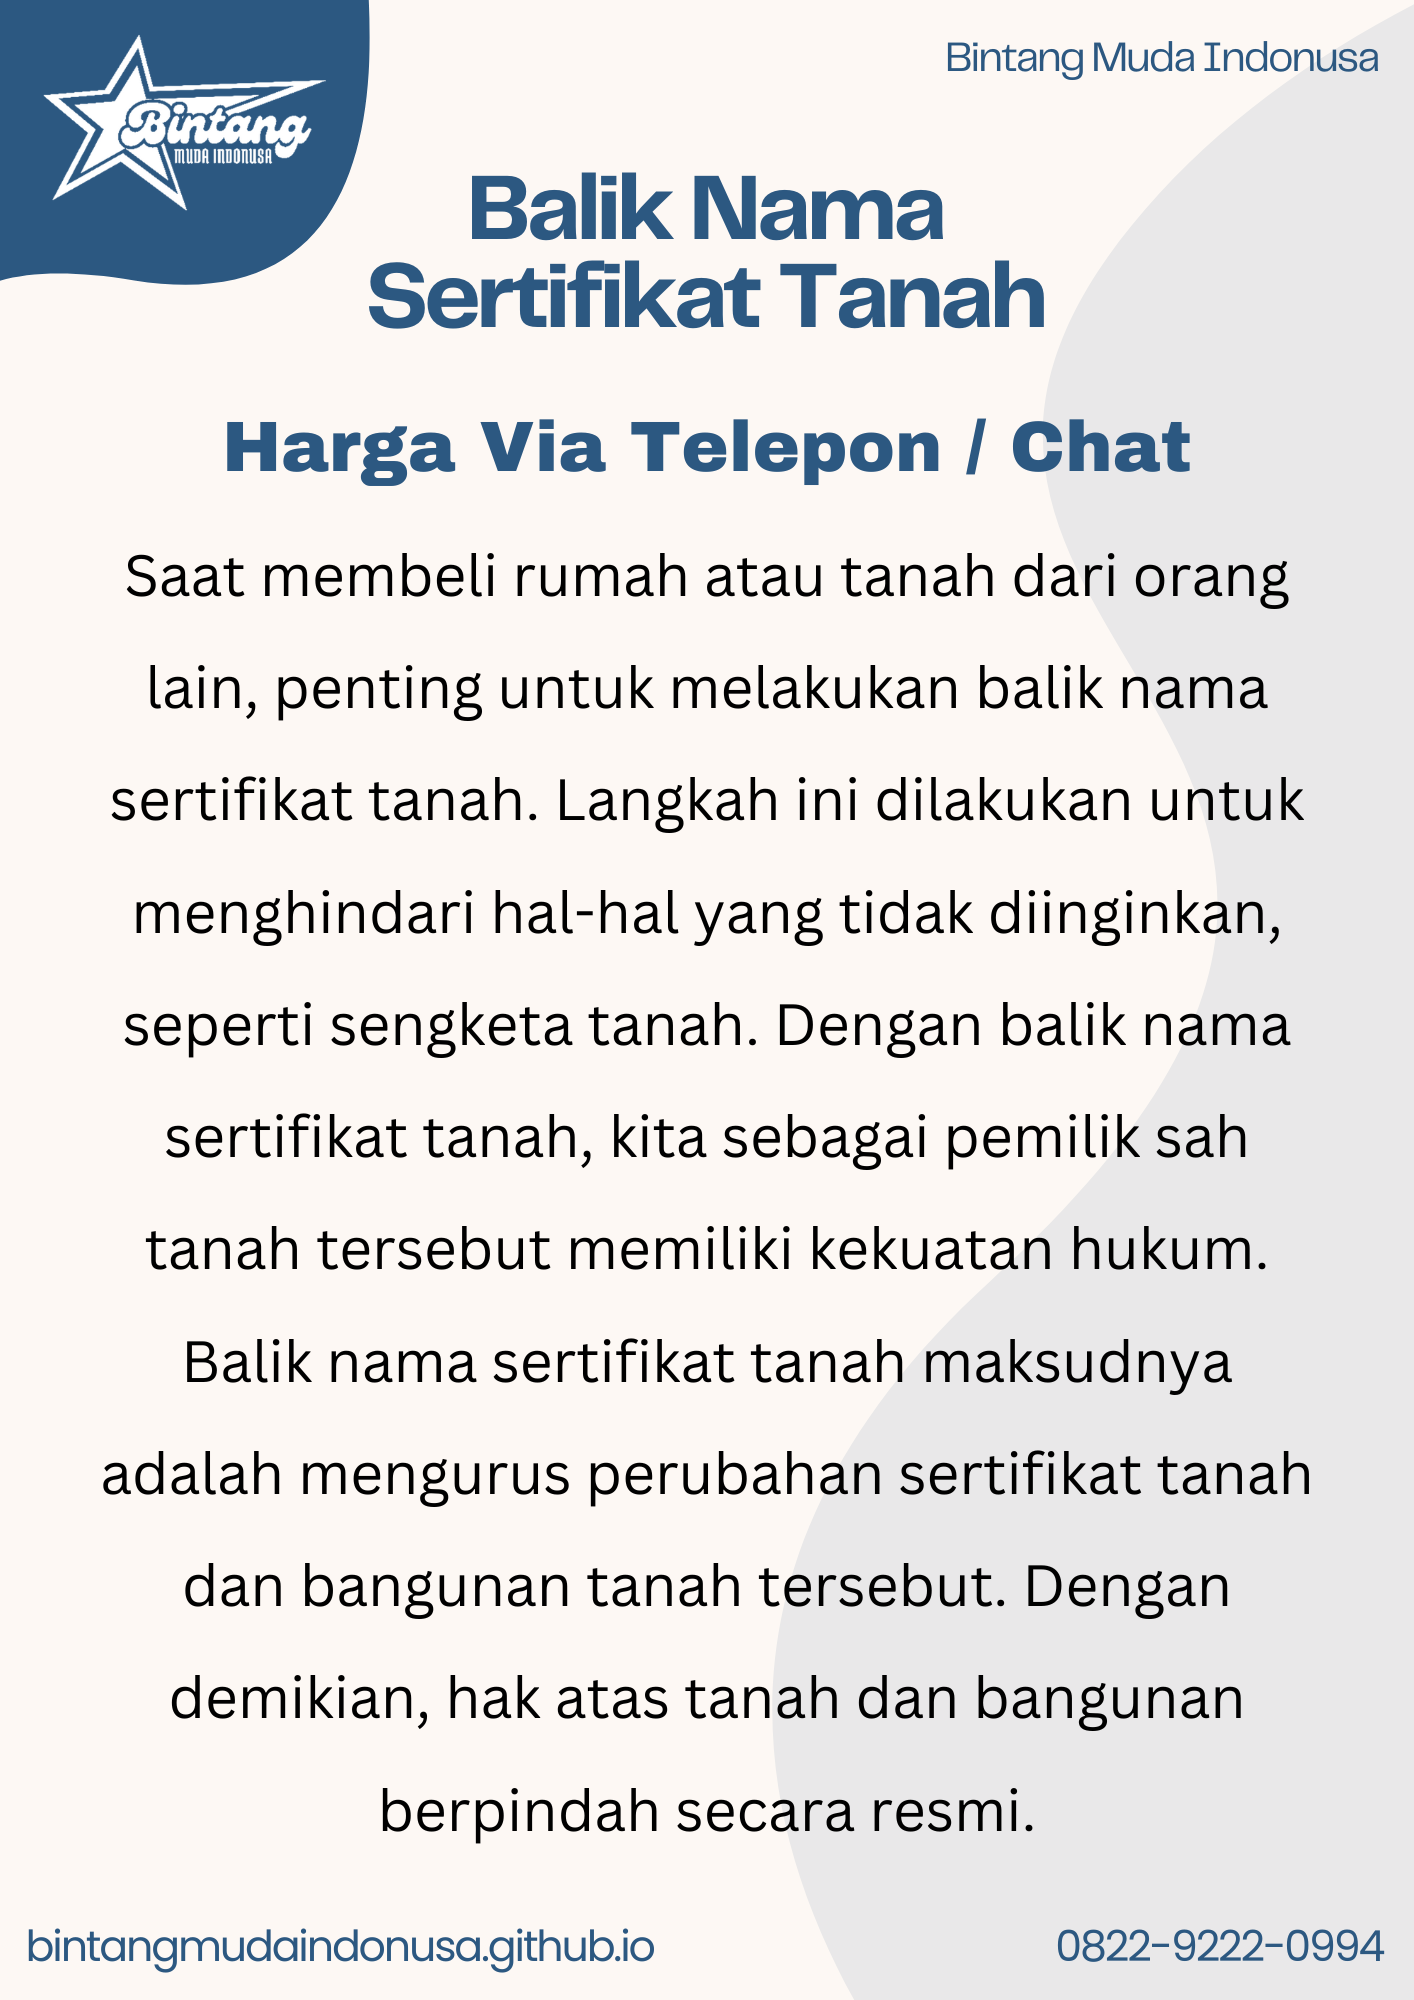 Bintang
MUDA INDONUSA
Bintang Muda Indonusa
Balik Nama
Sertifikat Tanah
Harga Via Telepon / Chat
Saat membeli rumah atau tanah dari orang
lain, penting untuk melakukan balik nama
sertifikat tanah. Langkah ini dilakukan untuk
menghindari hal-hal yang tidak diinginkan,
seperti sengketa tanah. Dengan balik nama
sertifikat tanah, kita sebagai pemilik sah
tanah tersebut memiliki kekuatan hukum.
Balik nama sertifikat tanah maksudnya
adalah mengurus perubahan sertifikat tanah
dan bangunan tanah tersebut. Dengan
demikian, hak atas tanah dan bangunan
berpindah secara resmi.
bintangmudaindonusa.github.io
0822-9222-0994